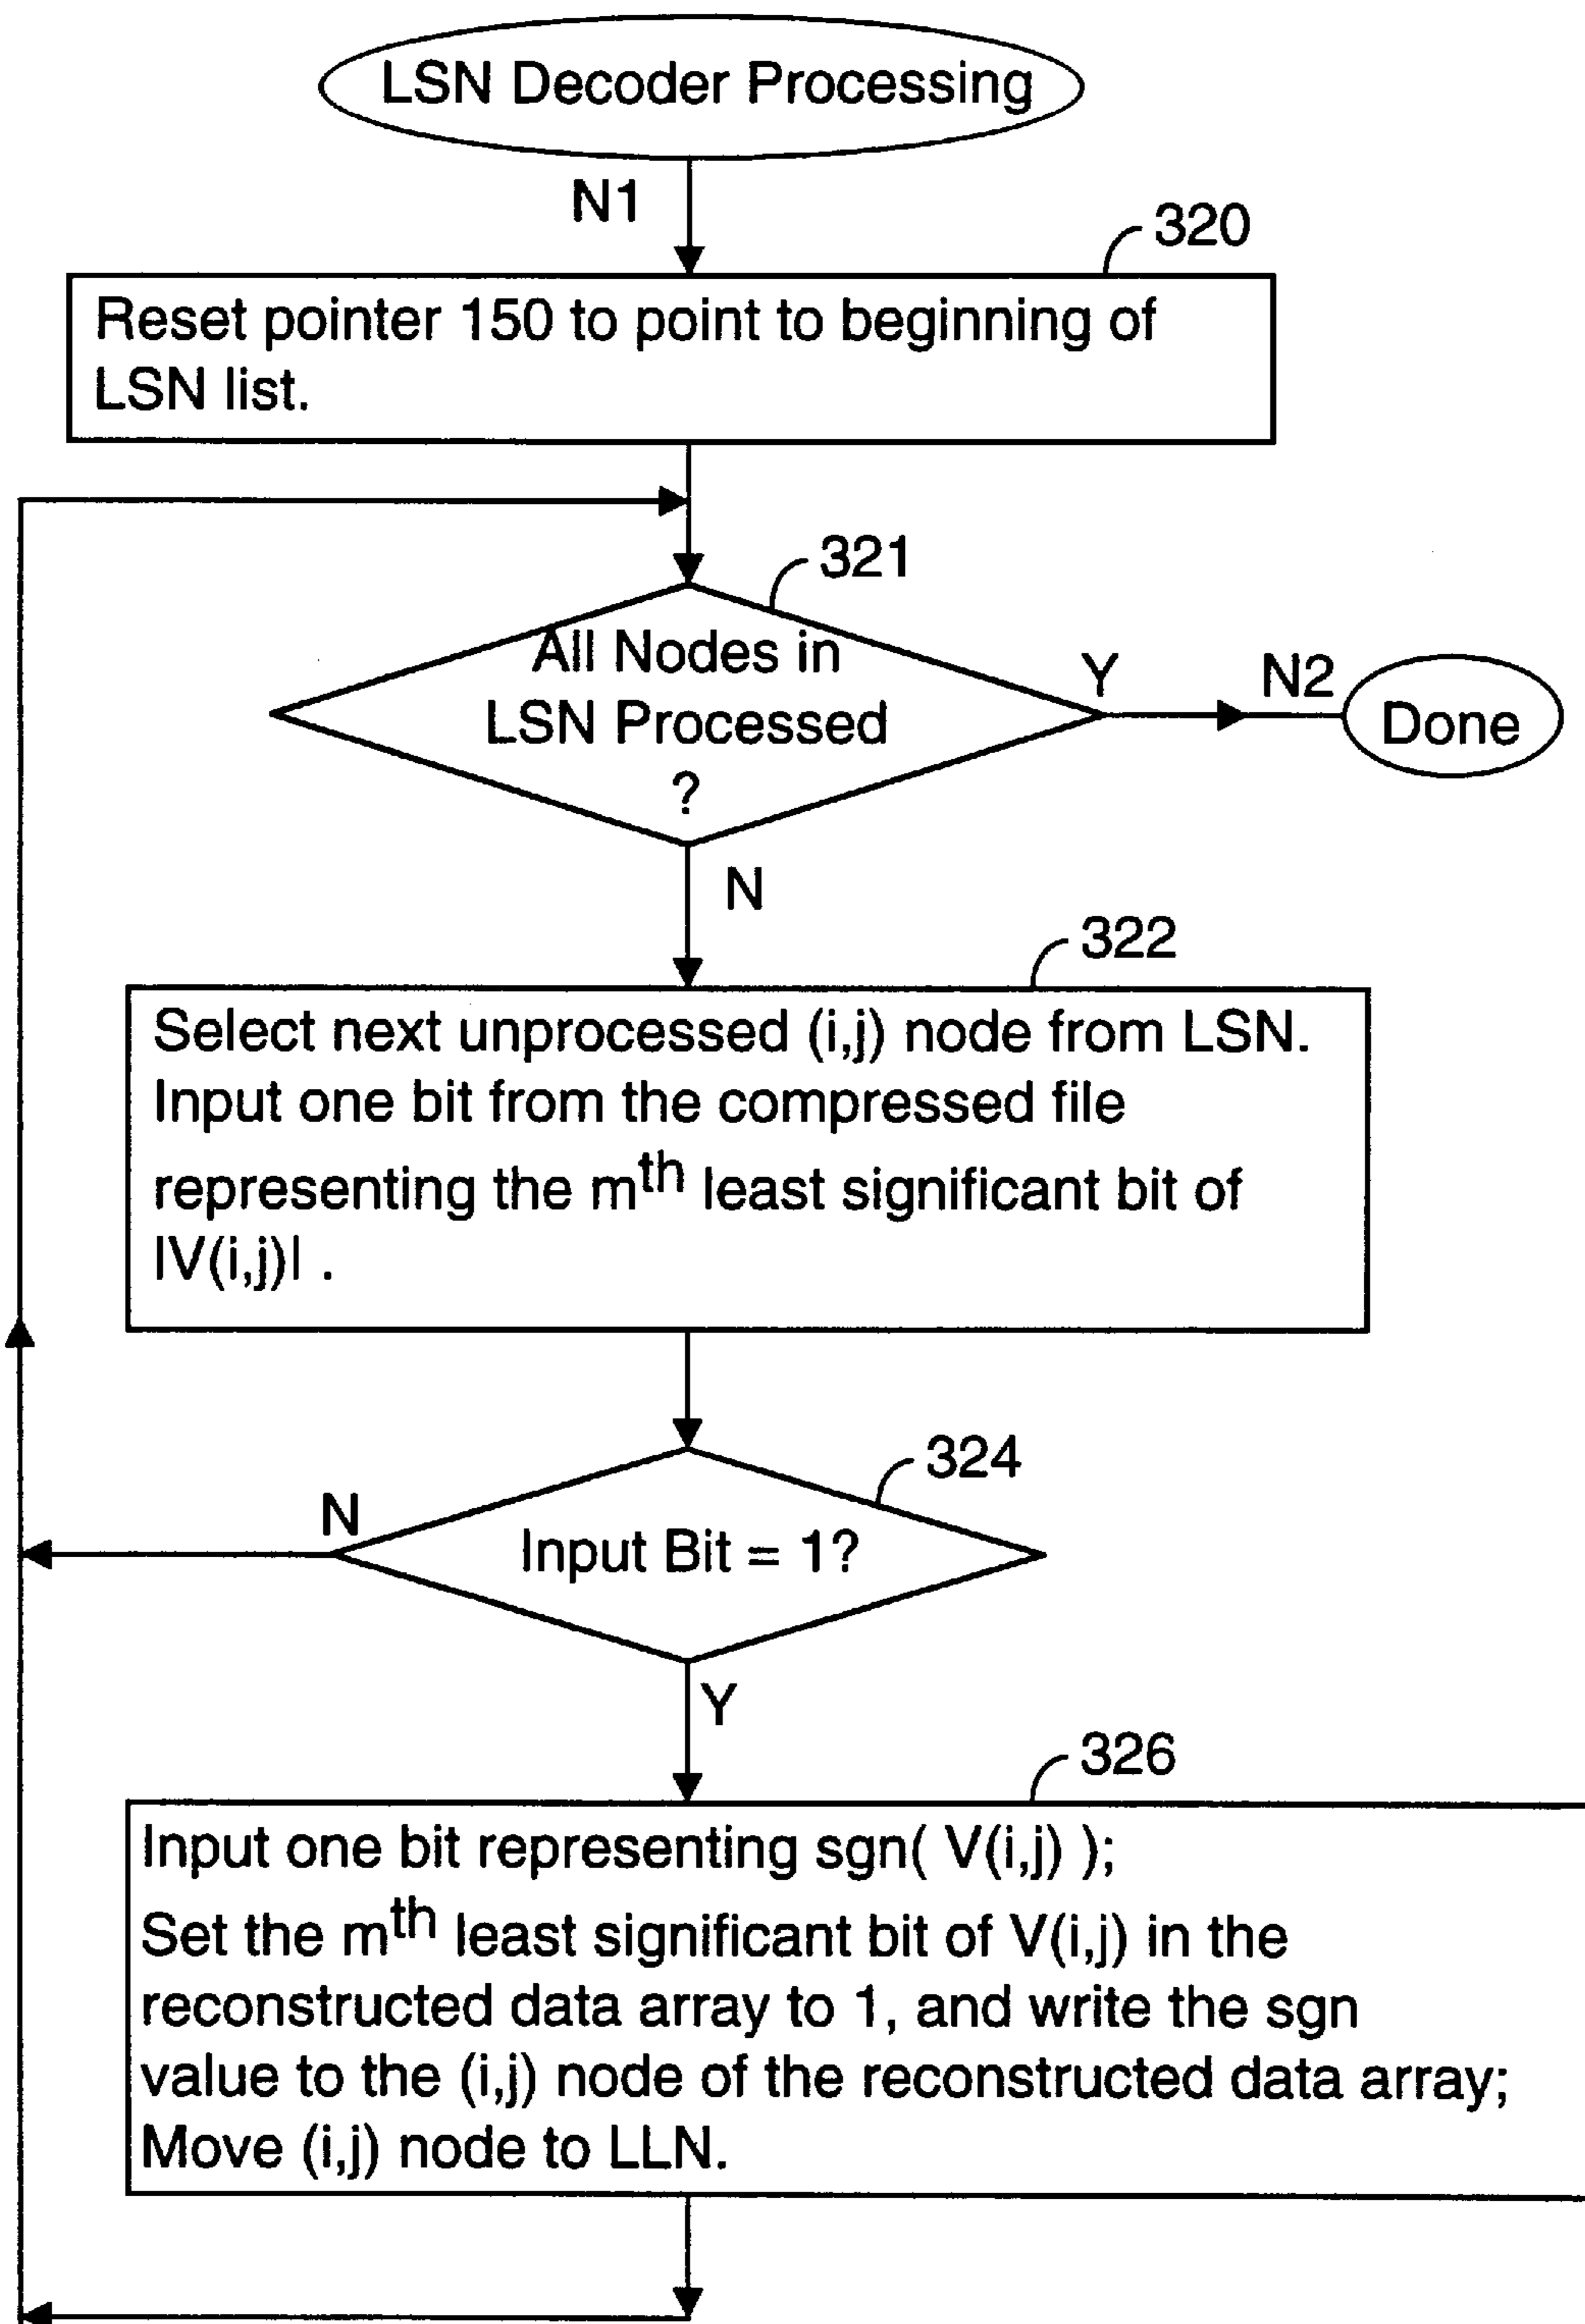 LSN Decoder Processing
N1
320
Reset pointer 150 to point to beginning of
LSN list.
321
All Nodes in
LSN Processed
?
Y
N2
Done
N
322
Select next unprocessed (i,j) node from LSN.
Input one bit from the compressed file
representing the mth least significant bit of
|V(i,j)| .
324
N
Input Bit = 1?
Y
326
Input one bit representing sgn( V(i,j) );
Set the mth least significant bit of V(i,j) in the
reconstructed data array to 1, and write the sgn
value to the (i,j) node of the reconstructed data array;
Move (i,j) node to LLN.